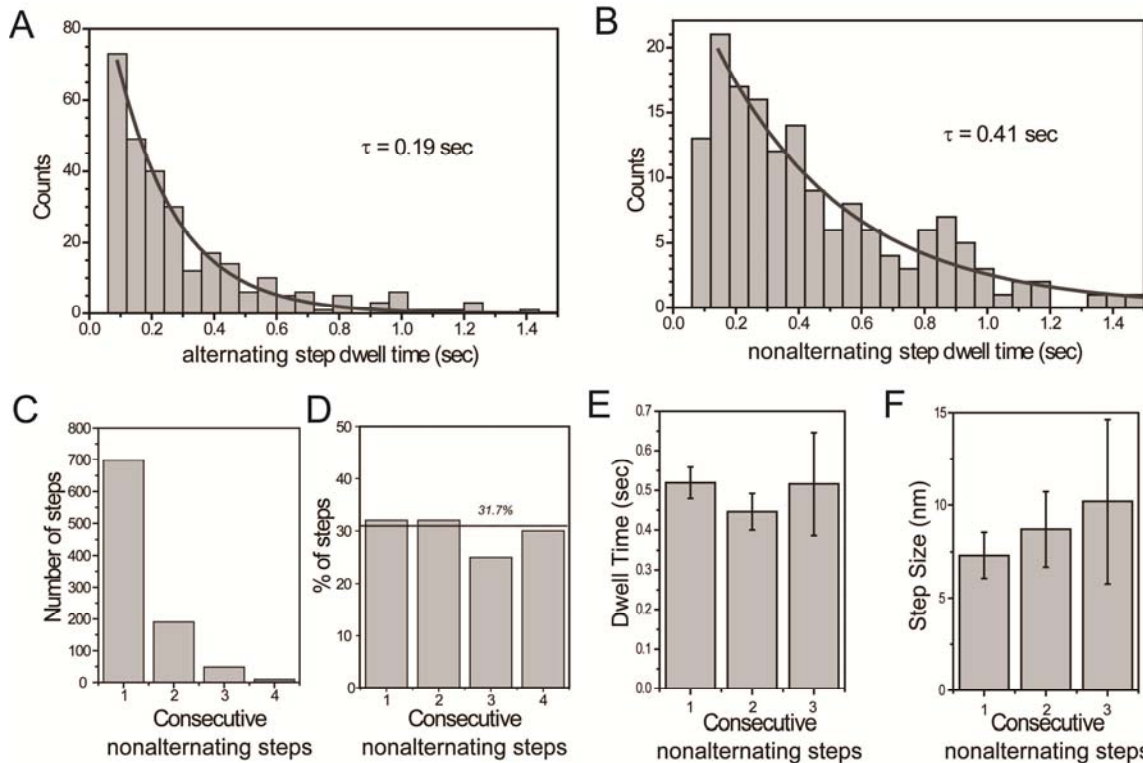 A
80
60
40
20
0
Counts
τ = 0.19 sec
0.0 0.2 0.4 0.6 0.8 1.0 1.2 1.4
alternating step dwell time (sec)
B
20
15
10
5
0
Counts
τ = 0.41 sec
0.0 0.2 0.4 0.6 0.8 1.0 1.2 1.4
nonalternating step dwell time (sec)
C
800
700
600
500
400
300
200
100
0
Number of steps
1 2 3 4
Consecutive
nonalternating steps
D
50
40
30
20
10
0
% of steps
31.7%
1 2 3 4
Consecutive
nonalternating steps
E
0.7
0.6
0.5
0.4
0.3
0.2
0.1
0.0
Dwell Time (sec)
1 2 3
Consecutive
nonalternating steps
F
15
10
5
0
Step Size (nm)
1 2 3
Consecutive
nonalternating steps